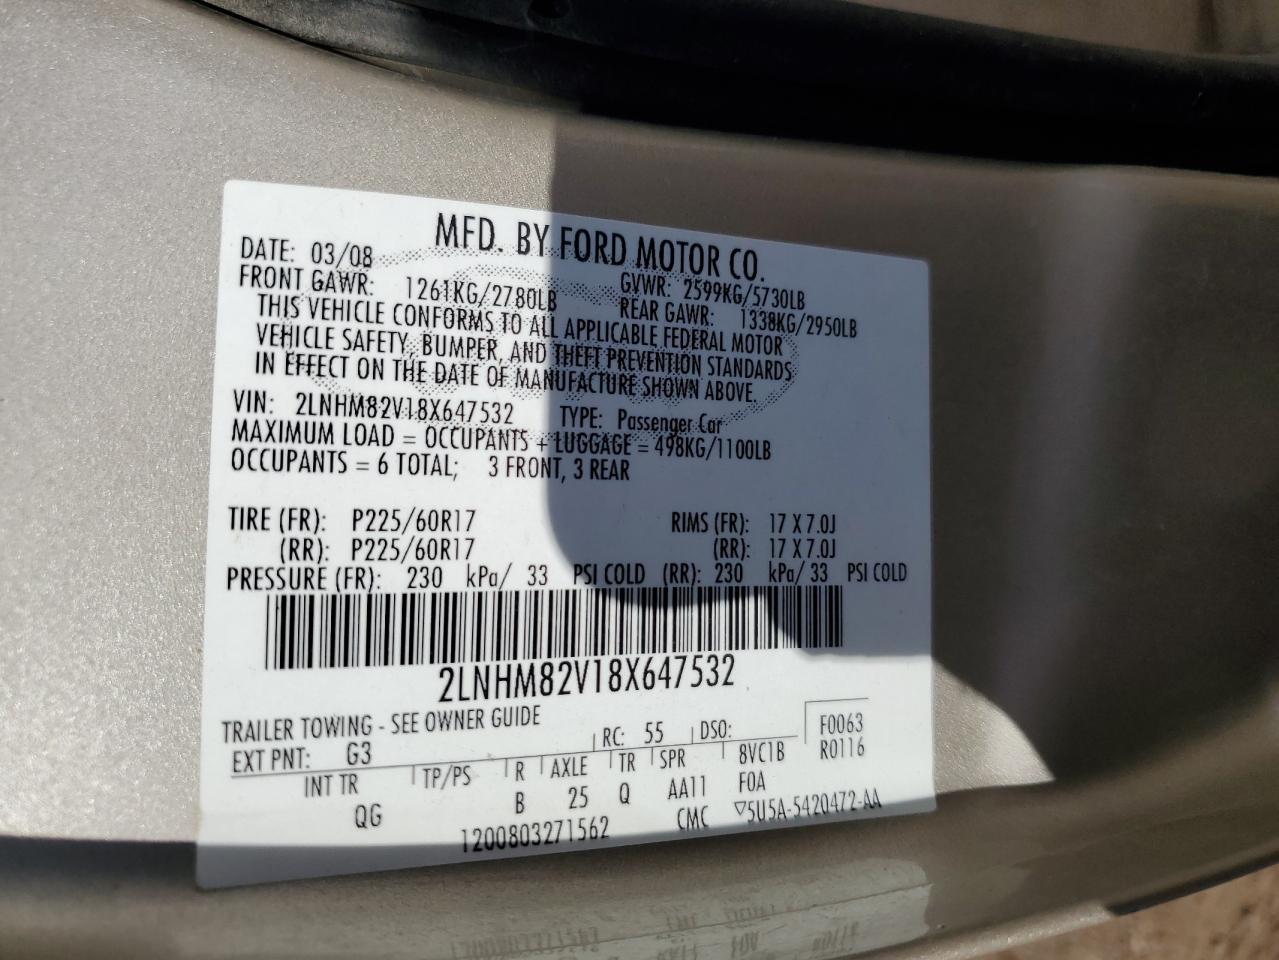 MFD. BY FORD MOTOR CO.
DATE: 03/08
GVWR: 2599KG/5730LB
FRONT GAWR: 1261KG/2780LB
REAR GAWR: 1338KG/2950LB
THIS VEHICLE CONFORMS TO ALL APPLICABLE FEDERAL MOTOR
VEHICLE SAFETY, BUMPER, AND THEFT PREVENTION STANDARDS
IN EFFECT ON THE DATE OF MANUFACTURE SHOWN ABOVE.
VIN: 2LNHM82V18X647532 TYPE: Passenger Car
MAXIMUM LOAD = OCCUPANTS + LUGGAGE = 498KG/1100LB
OCCUPANTS = 6 TOTAL; 3 FRONT, 3 REAR
TIRE (FR): P225/60R17 RIMS (FR): 17 X 7.0J
(RR): P225/60R17 (RR): 17 X 7.0J
PRESSURE (FR): 230 kPa/ 33 PSI COLD (RR): 230 kPa/ 33 PSI COLD
2LNHM82V18X647532
TRAILER TOWING - SEE OWNER GUIDE
EXT PNT: G3 RC: 55 DSO: F0063
R0116
INT TR TP/PS R AXLE TR SPR 8VC1B
QG B 25 Q AA11 F0A
1200803271562 CMC ▽5U5A-5420472-AA